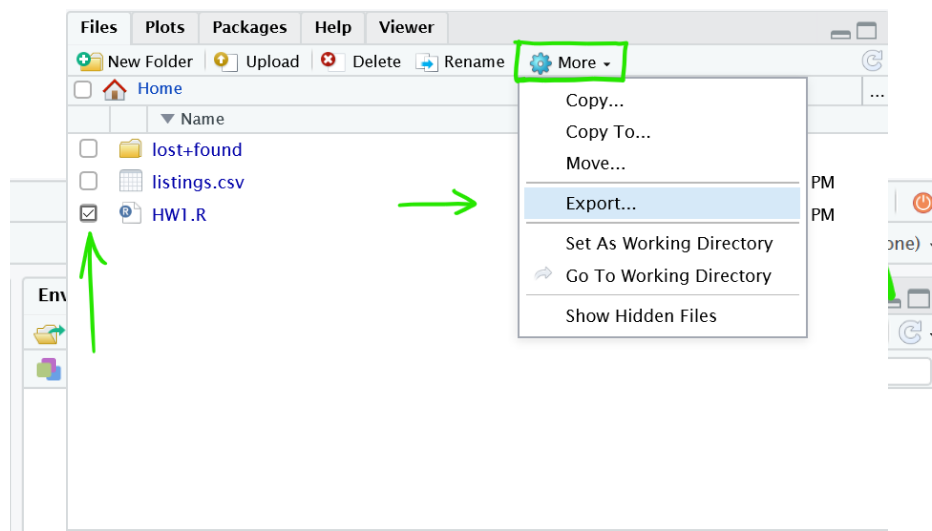 Files Plots Packages Help Viewer
New Folder Upload Delete Rename More
Home ...
Name
Copy...
Copy To...
Move...
Export...
Set As Working Directory
Go To Working Directory
Show Hidden Files
lost+found
listings.csv PM
HW1.R PM
one)
Env